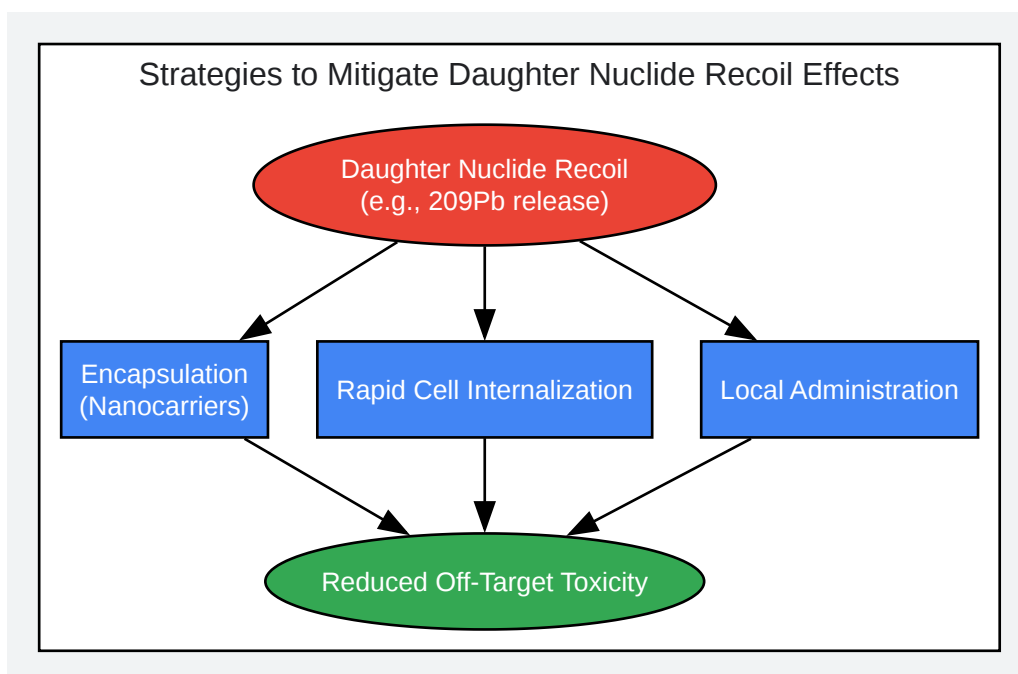 Strategies to Mitigate Daughter Nuclide Recoil Effects
Daughter Nuclide Recoil
(e.g., 209Pb release)
Encapsulation
(Nanocarriers)
Rapid Cell Internalization
Local Administration
Reduced Off-Target Toxicity